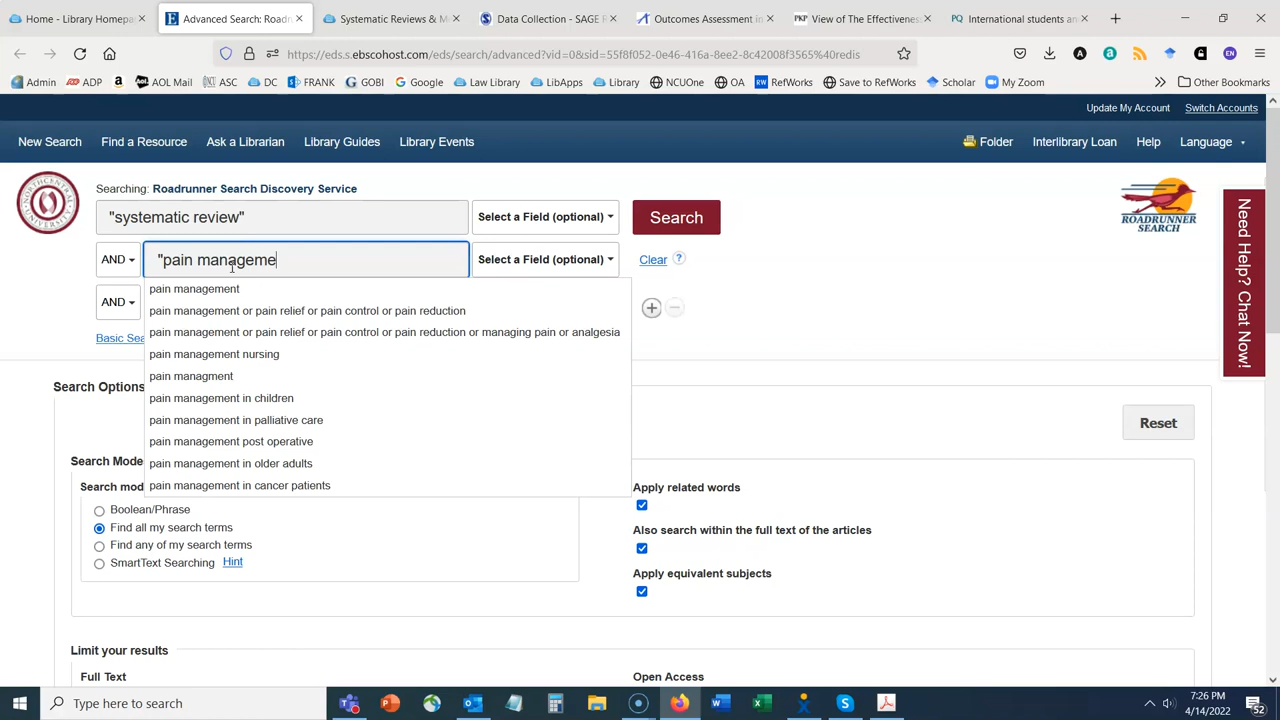 Home - Library Homepa
Advanced Search: Roadr
Systematic Reviews & M
Data Collection - SAGE R
Outcomes Assessment in
PKP View of The Effectivenes
PQ International students an
https://eds.s.ebscohost.com/eds/search/advanced?vid=0&sid=55f8f052-0e46-416a-8ee2-8c42008f3565%40redis
A a EN
Admin ADP AOL Mail ASC DC FRANK GOBI Google Law Library LibApps Library NCUOne OA RW RefWorks Save to RefWorks Scholar My Zoom Other Bookmarks
Update My Account Switch Accounts
New Search Find a Resource Ask a Librarian Library Guides Library Events Folder Interlibrary Loan Help Language
Searching: Roadrunner Search Discovery Service
"systematic review" Select a Field (optional) Search
AND "pain manageme Select a Field (optional) Clear ?
AND
ROADRUNNER
SEARCH
Need Help? Chat Now!
pain management
pain management or pain relief or pain control or pain reduction
pain management or pain relief or pain control or pain reduction or managing pain or analgesia
pain management nursing
pain managment
pain management in children
pain management in palliative care
pain management post operative
pain management in older adults
pain management in cancer patients
Basic Sea
Search Options
Reset
Search Mode
Search mod
Boolean/Phrase
Find all my search terms
Find any of my search terms
SmartText Searching Hint
Apply related words
Also search within the full text of the articles
Apply equivalent subjects
Limit your results
Full Text Open Access
Type here to search
7:26 PM
4/14/2022
52